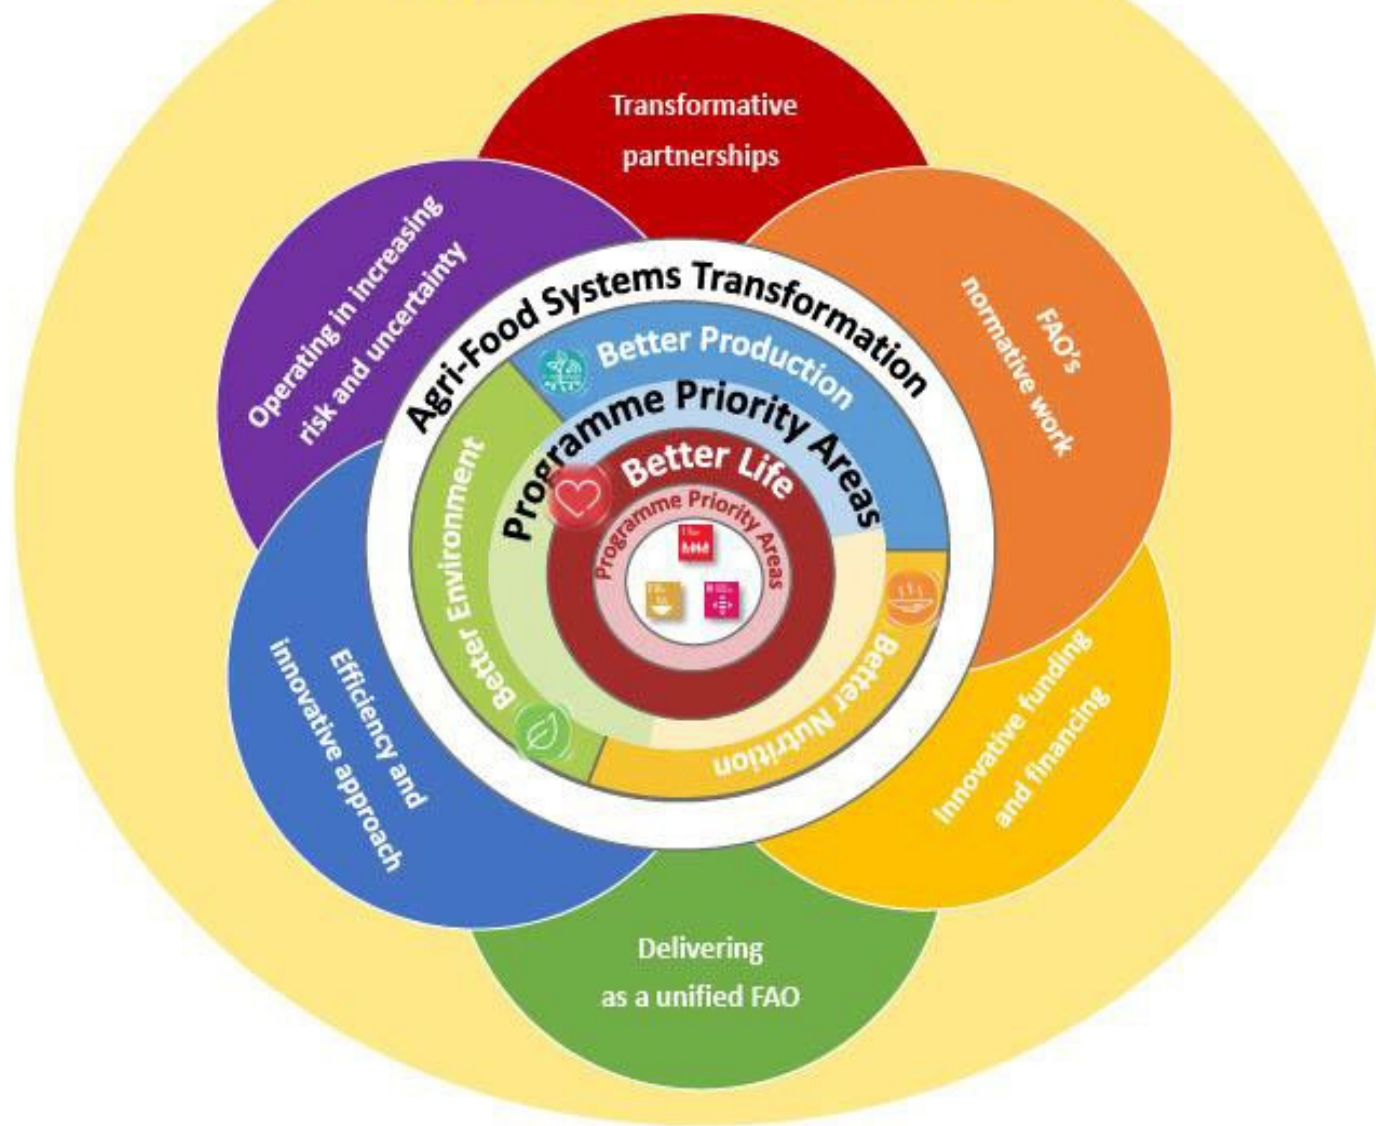 Transformative
partnerships
FAO's
normative work
Innovative funding
and financing
Delivering
as a unified FAO
Efficiency and
innovative approach
Operating in increasing
risk and uncertainty
Agri-Food Systems Transformation
Better Production
Better Nutrition
Better Environment
Programme Priority Areas
Better Life
Programme Priority Areas